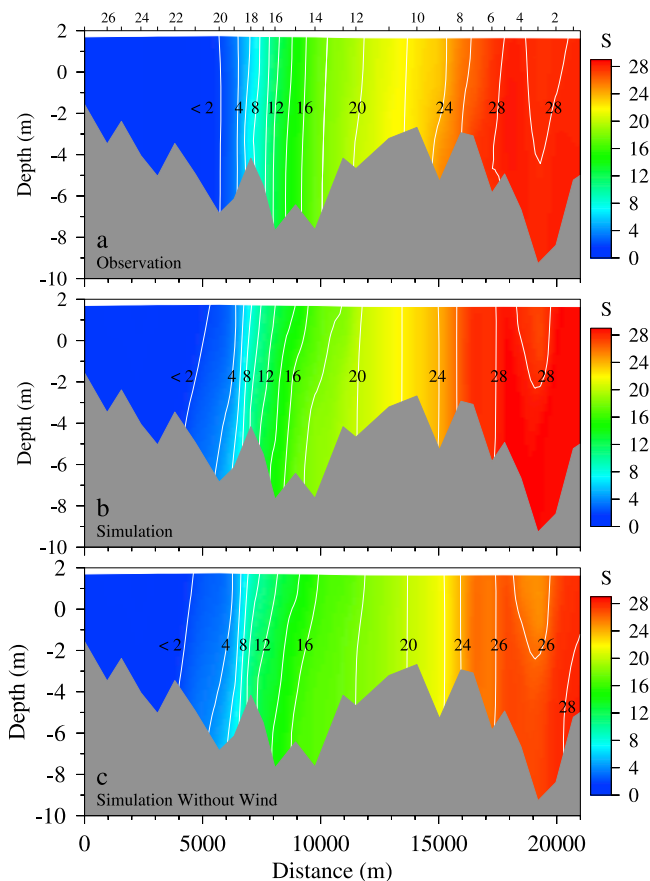 26 24 22 20 18 16 14 12 10 9 8 6 4 2
S
2
0
-2
-4
-6
-8
-10
Depth (m)
< 2 4 8 12 16 20 24 28 28
28
24
20
16
12
8
4
0
a
Observation
S
2
0
-2
-4
-6
-8
-10
Depth (m)
< 2 4 8 12 16 20 24 28 28
28
24
20
16
12
8
4
0
b
Simulation
S
2
0
-2
-4
-6
-8
-10
Depth (m)
< 2 4 6 8 12 16 20 24 26 26
28
28
24
20
16
12
8
4
0
c
Simulation Without Wind
0 5000 10000 15000 20000
Distance (m)